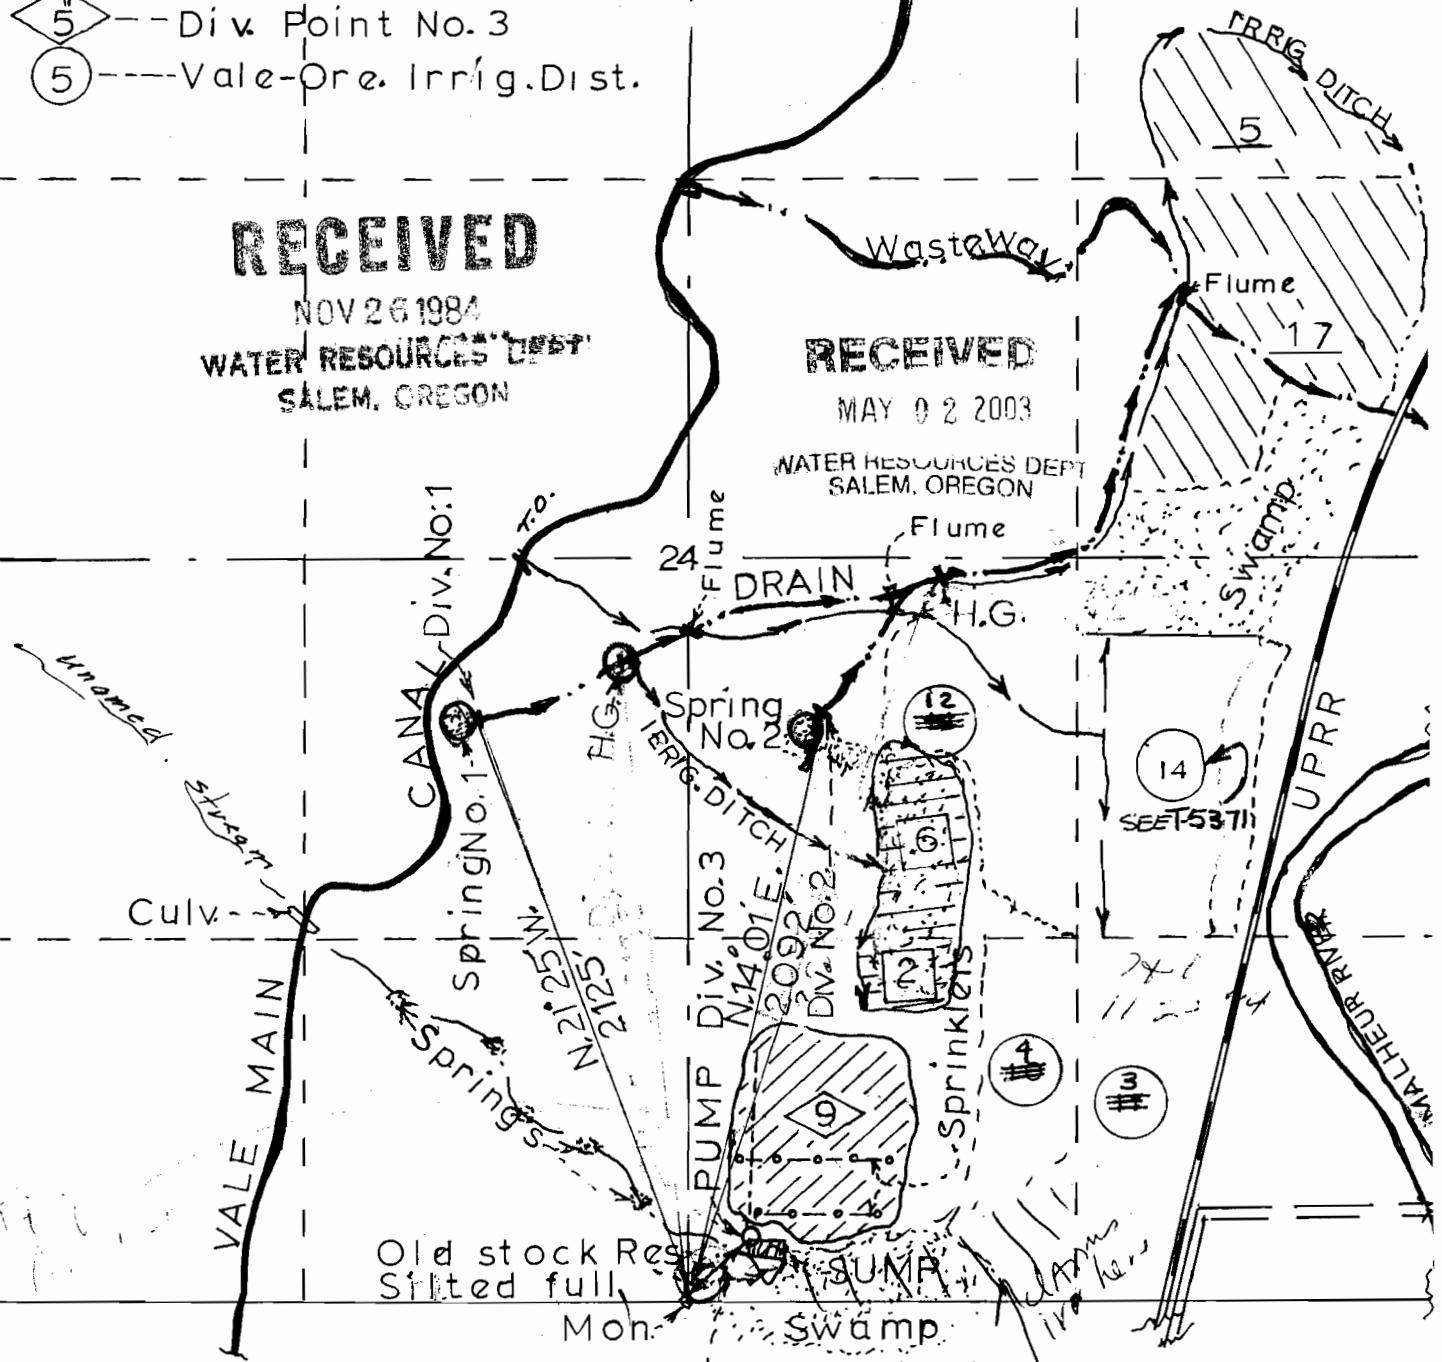 5 -- Div. Point No. 3
5 ---- Vale-Ore. Irrig. Dist.
IRRIG DITCH
5
RECEIVED
NOV 26 1984
WATER RESOURCES DEPT
SALEM, OREGON
WasteWay
Flume
17
RECEIVED
MAY 02 2003
WATER RESOURCES DEPT
SALEM, OREGON
Swamp
T.O.
Flume
Flume
24
DRAIN
H.G.
CANAL
Div. No. 1
unamed
stream
Spring No. 1
H.G.
Spring
No. 2
IERIG. DITCH
12
14
SEE T-5371
UPRR
6
2
Culv.
N. 21° 25' W.
2125'
Div. No. 3
N. 14° 01' E.
2092'
Div. No. 2
Sprinklers
MALHEUR RIVER
VALE MAIN
Springs
PUMP
9
4
3
Old stock Res.
Silted full
SUMP
Mon.
Swamp